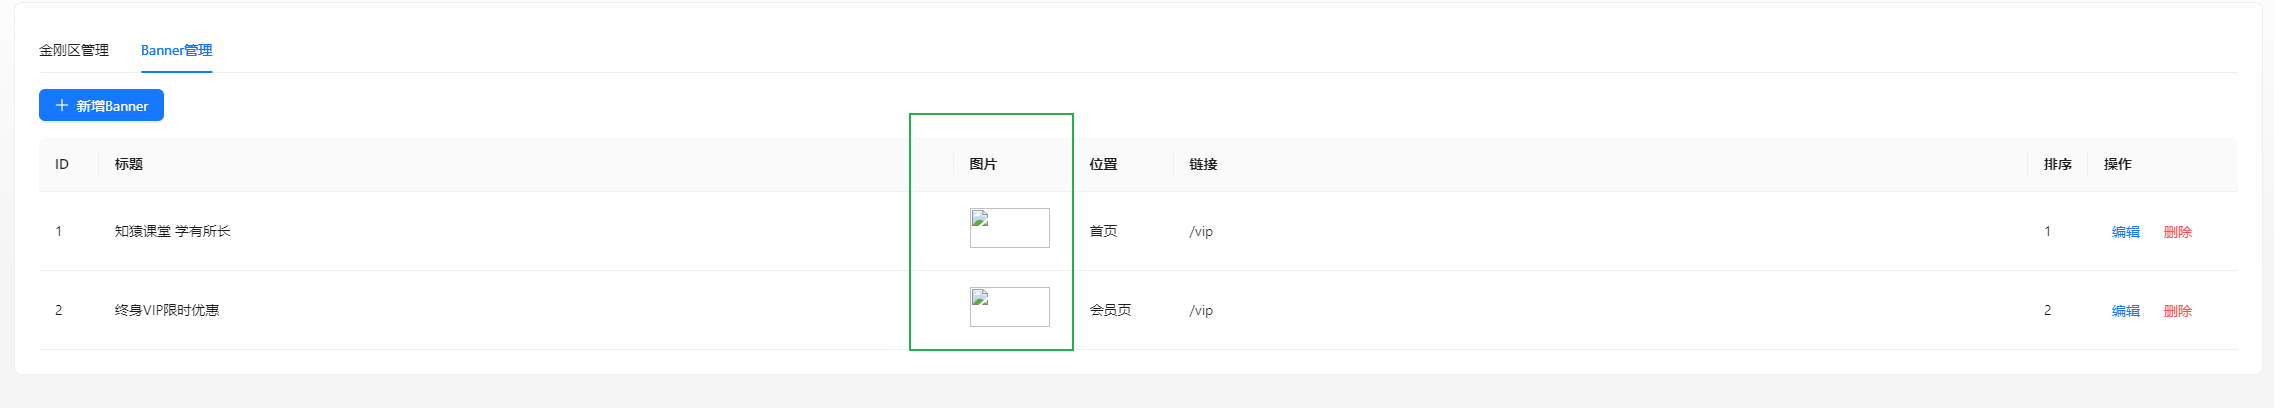 金刚区管理 Banner管理
新增Banner
ID 标题 图片 位置 链接 排序 操作
1 知猿课堂 学有所长 首页 /vip 1 编辑 删除
2 终身VIP限时优惠 会员页 /vip 2 编辑 删除